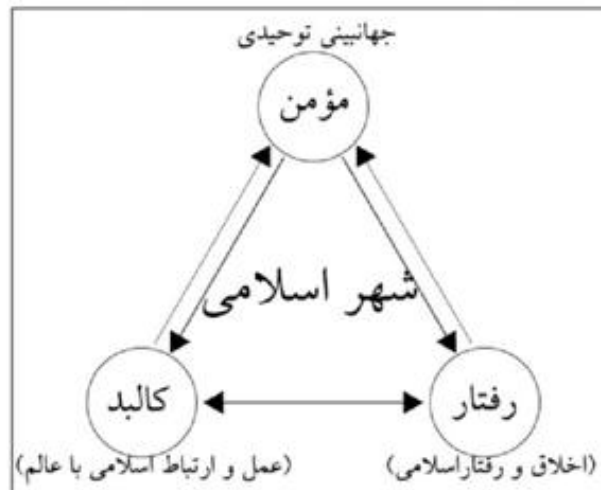 جهانبینی توحیدی
مؤمن
شهر اسلامی
رفتار
کالبد
(اخلاق و رفتاراسلامی)
(عمل و ارتباط اسلامی با عالم)